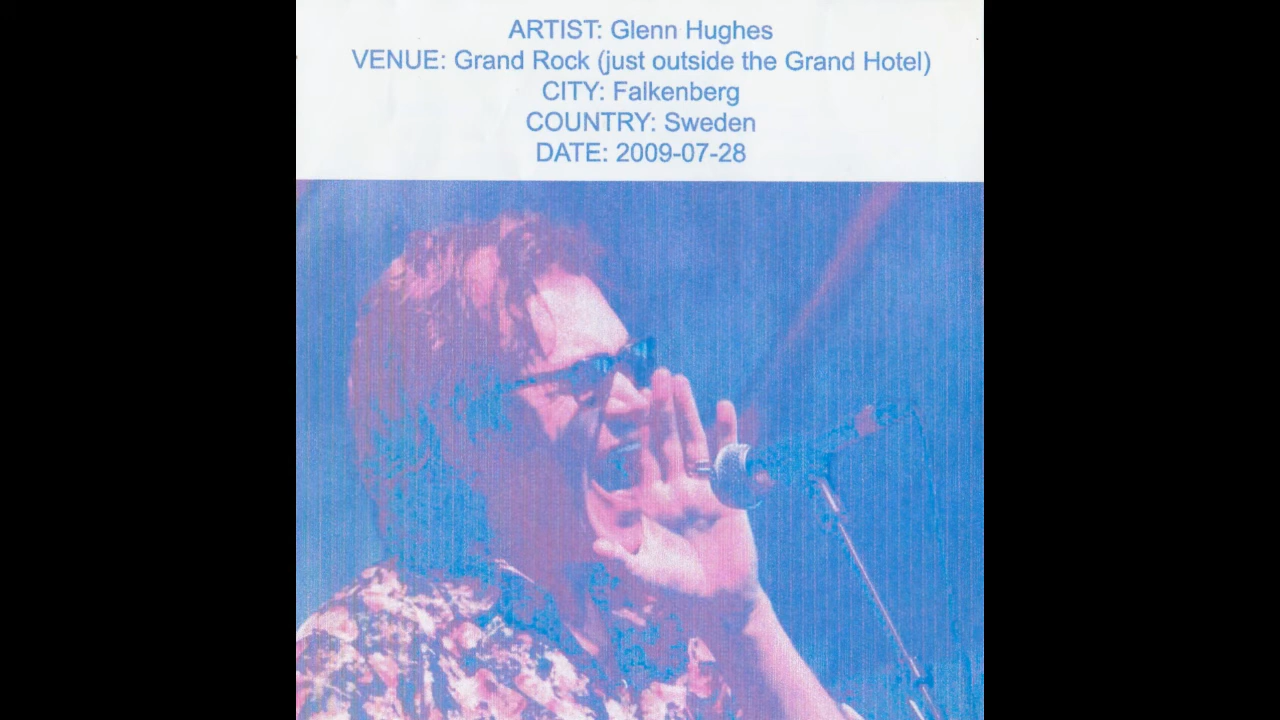 ARTIST: Glenn Hughes
VENUE: Grand Rock (just outside the Grand Hotel)
CITY: Falkenberg
COUNTRY: Sweden
DATE: 2009-07-28